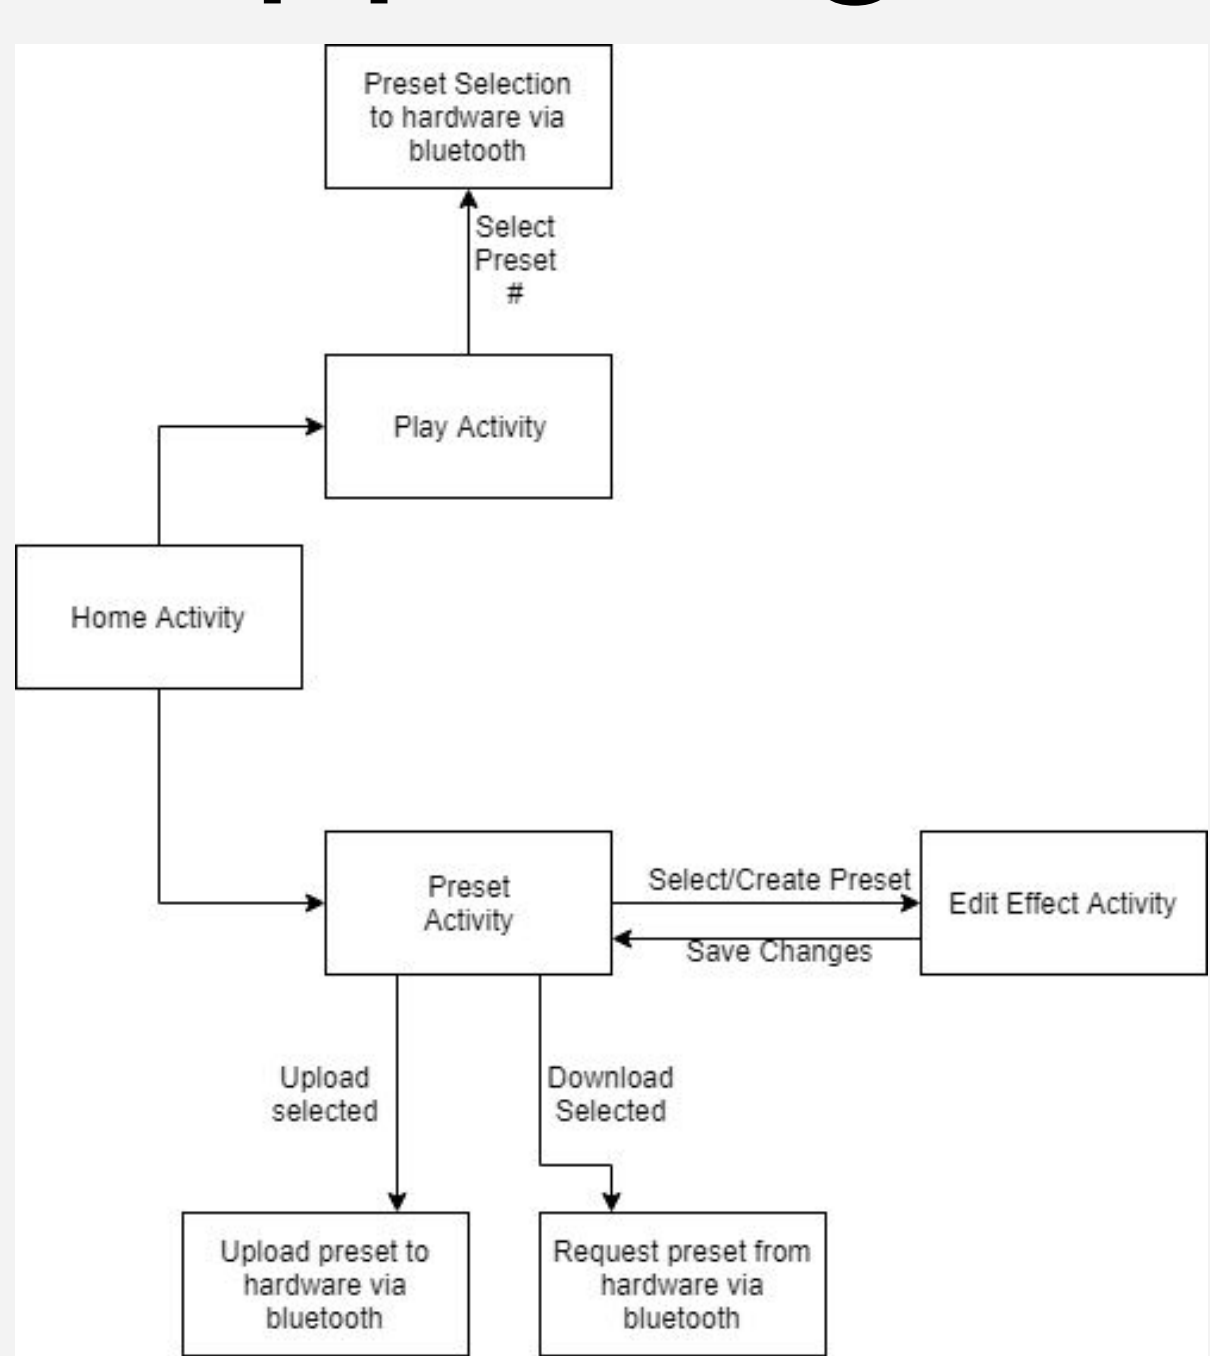 Preset Selection
to hardware via
bluetooth
Select
Preset
#
Play Activity
Home Activity
Preset
Activity
Select/Create Preset
Save Changes
Edit Effect Activity
Upload
selected
Download
Selected
Upload preset to
hardware via
bluetooth
Request preset from
hardware via
bluetooth